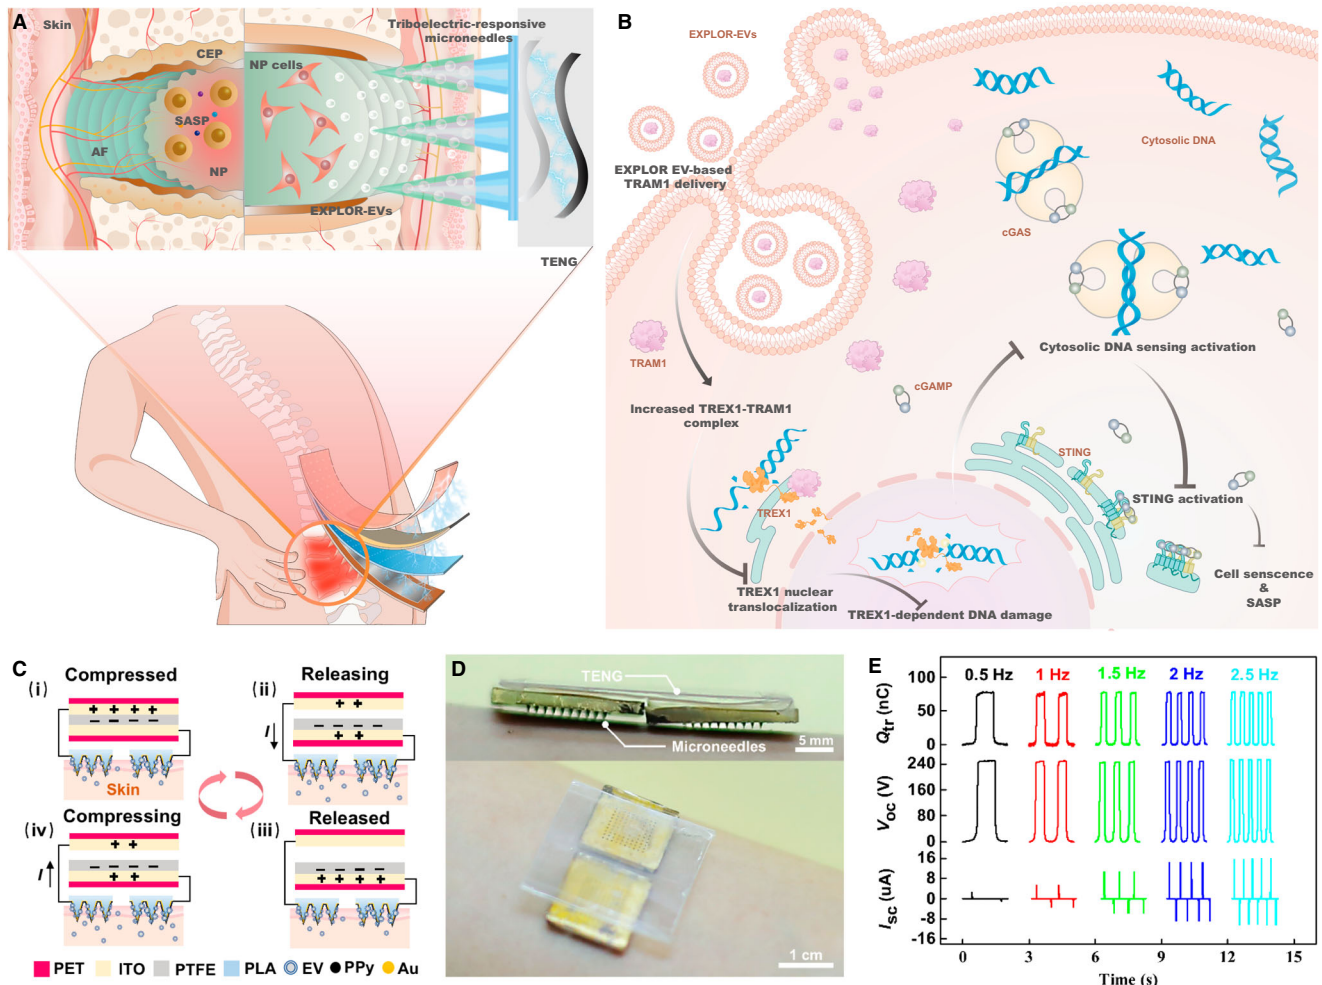 A
Skin
CEP
Triboelectric-responsive
microneedles
NP cells
SASP
AF
NP
EXPLOR-EVs
TENG
B
EXPLOR-EVs
EXPLOR EV-based
TRAM1 delivery
Cytosolic DNA
cGAS
Cytosolic DNA sensing activation
TRAM1
cGAMP
Increased TREX1-TRAM1
complex
STING
TREX1
STING activation
TREX1 nuclear
translocalization
TREX1-dependent DNA damage
Cell senscence
&
SASP
C
(i)
Compressed
(ii)
Releasing
I
Skin
(iv)
Compressing
(iii)
Released
I
PET
ITO
PTFE
PLA
EV
PPy
Au
D
TENG
Microneedles
5 mm
1 cm
E
0.5 Hz
1 Hz
1.5 Hz
2 Hz
2.5 Hz
Qtr (nC)
100
50
0
Voc (V)
240
160
80
0
Isc (uA)
16
8
0
-8
-16
0
3
6
9
12
15
Time (s)